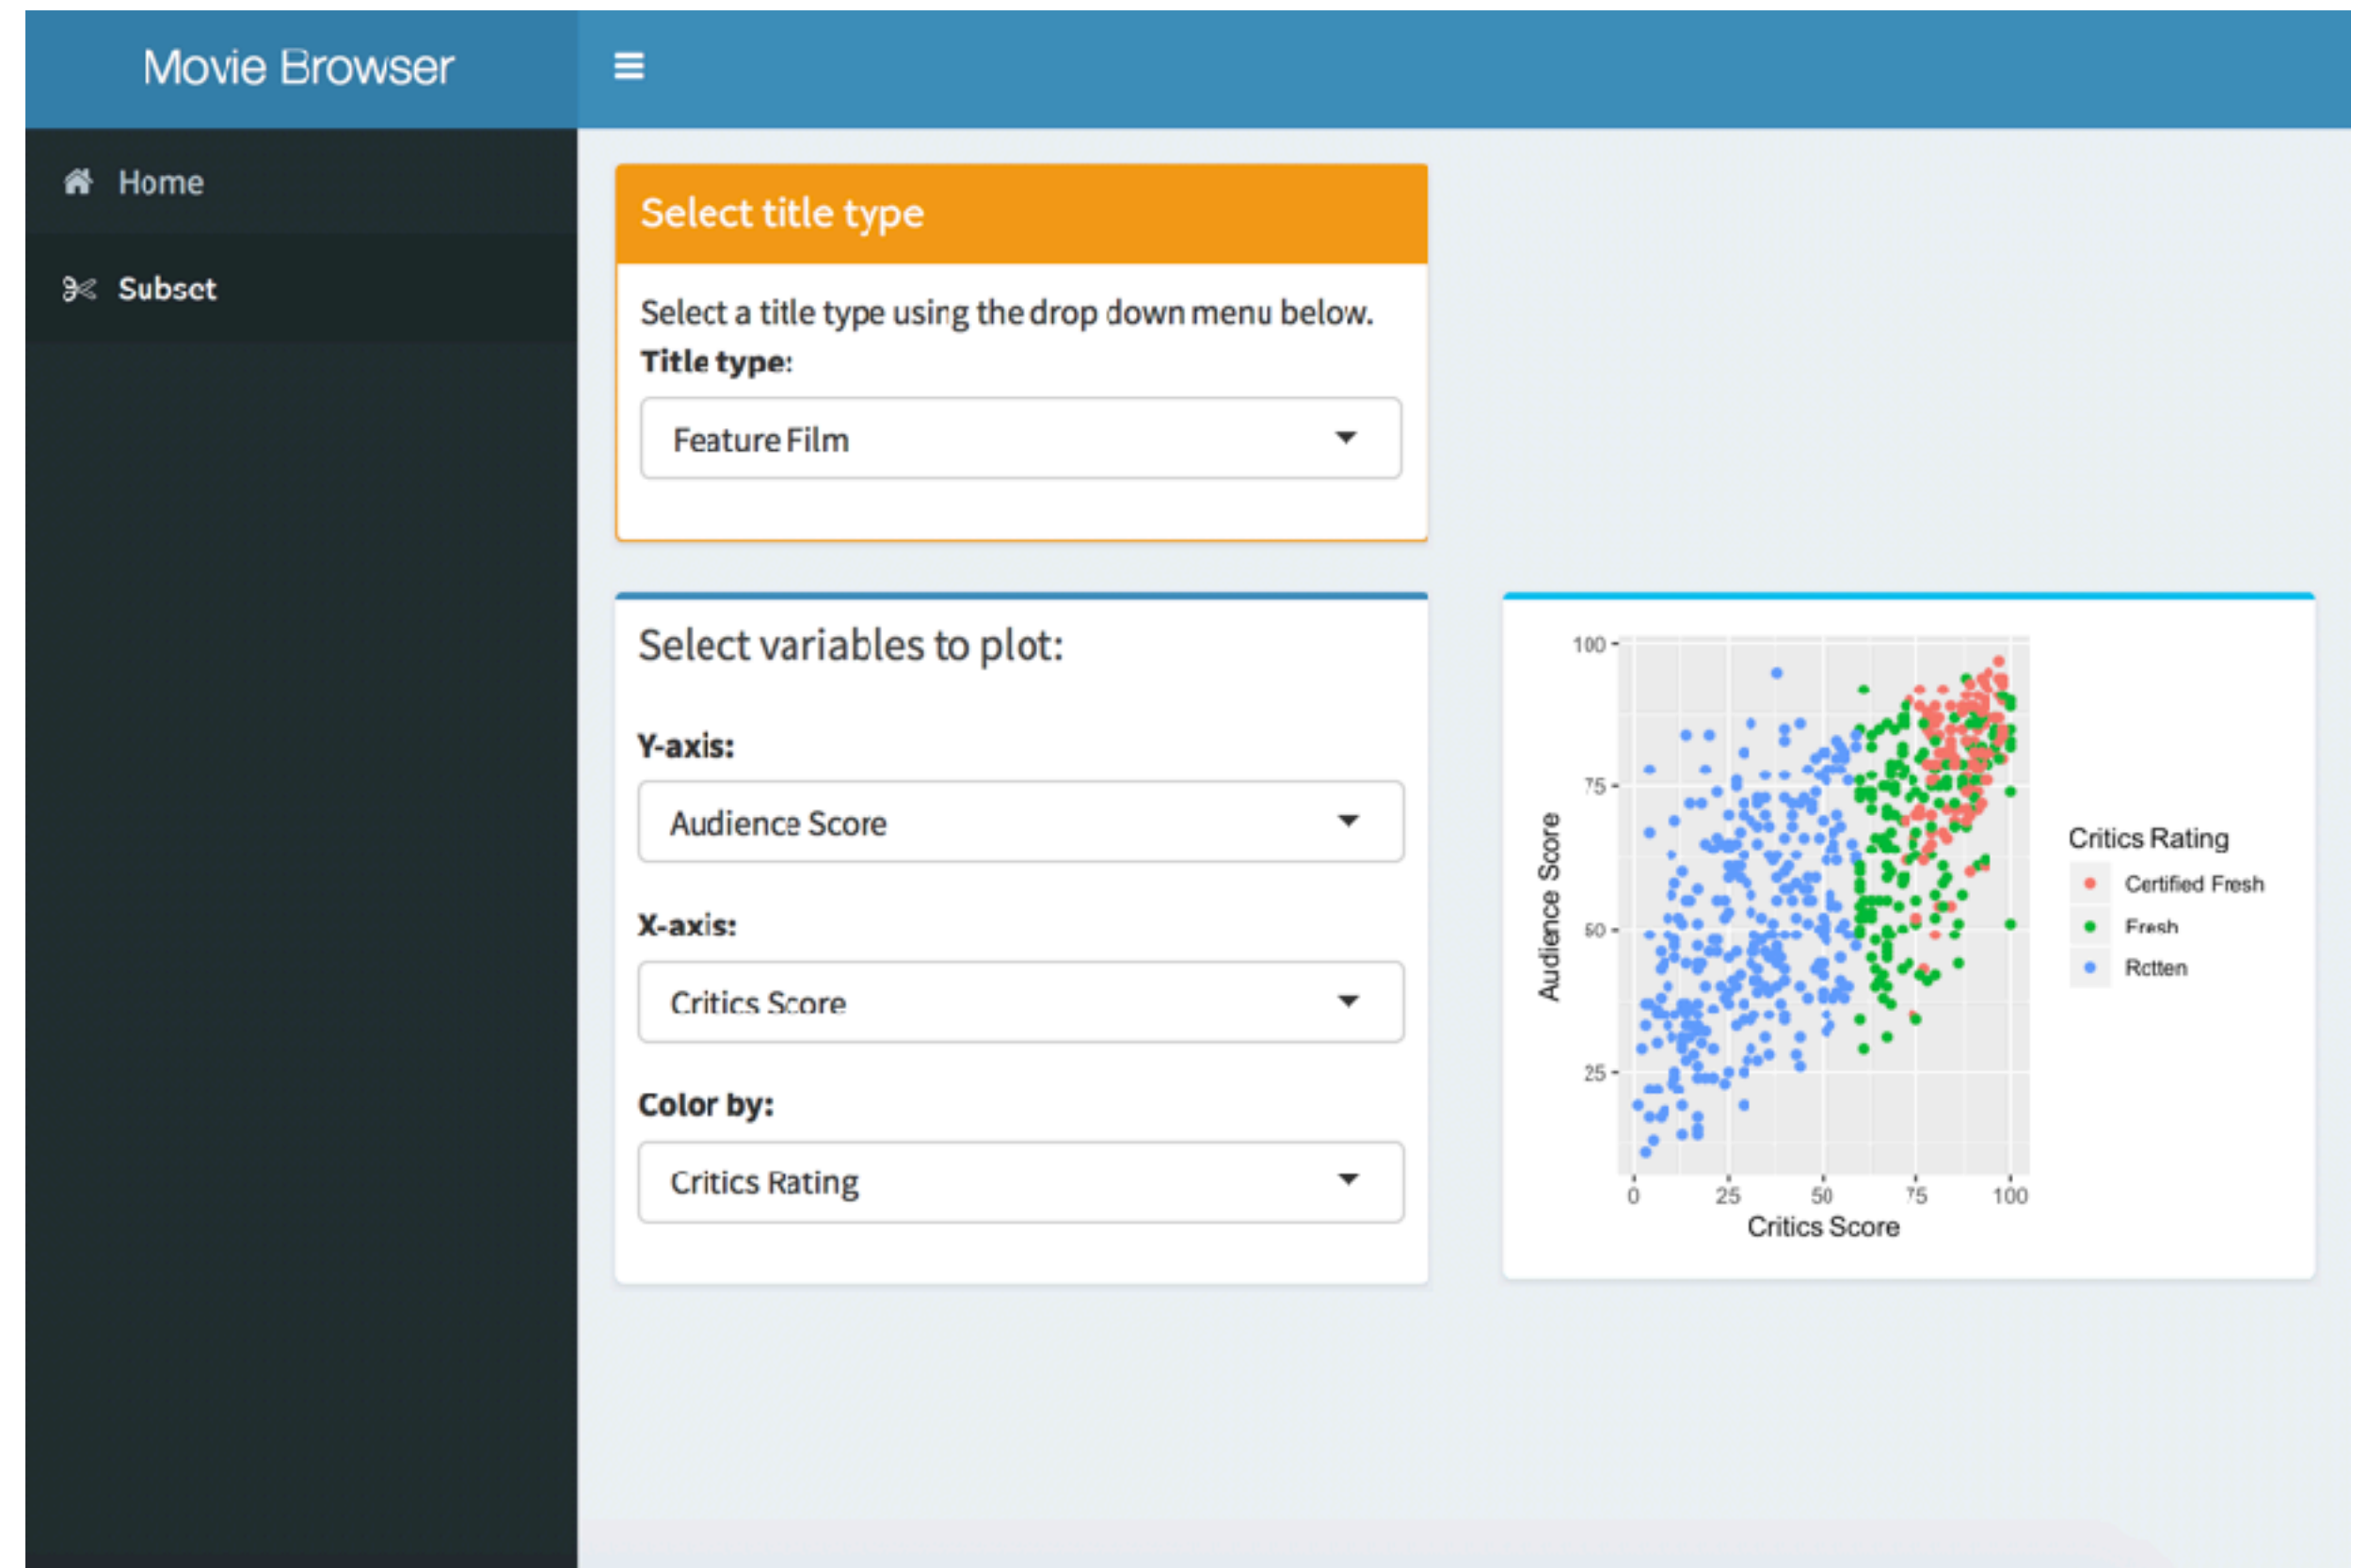 Movie Browser
Home
Subset
Select title type
Select a title type using the drop down menu below.
Title type:
Feature Film
Select variables to plot:
Y-axis:
Audience Score
X-axis:
Critics Score
Color by:
Critics Rating
100
75
50
25
Audience Score
0 25 50 75 100
Critics Score
Critics Rating
Certified Fresh
Fresh
Rotten